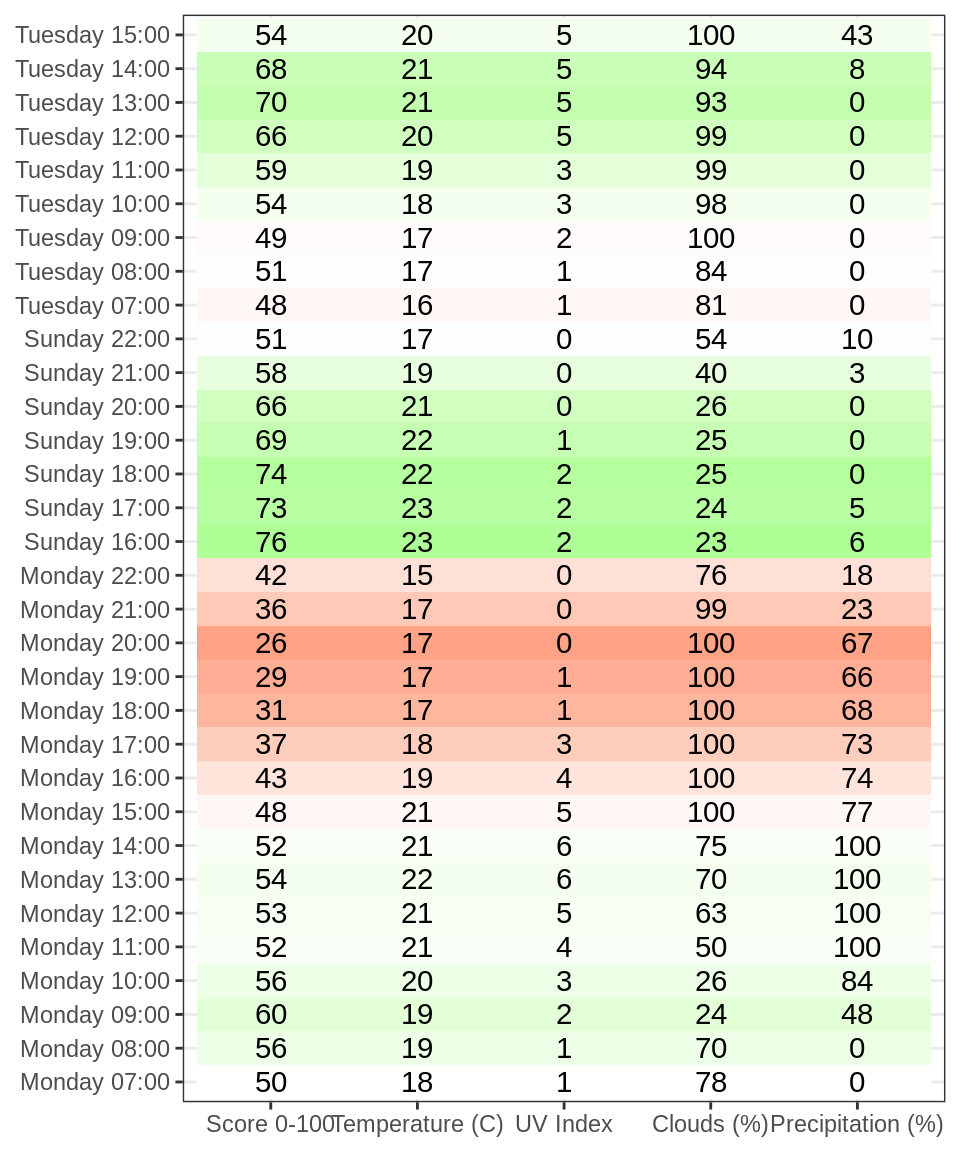 Tuesday 15:00 54 20 5 100 43
Tuesday 14:00 68 21 5 94 8
Tuesday 13:00 70 21 5 93 0
Tuesday 12:00 66 20 5 99 0
Tuesday 11:00 59 19 3 99 0
Tuesday 10:00 54 18 3 98 0
Tuesday 09:00 49 17 2 100 0
Tuesday 08:00 51 17 1 84 0
Tuesday 07:00 48 16 1 81 0
Sunday 22:00 51 17 0 54 10
Sunday 21:00 58 19 0 40 3
Sunday 20:00 66 21 0 26 0
Sunday 19:00 69 22 1 25 0
Sunday 18:00 74 22 2 25 0
Sunday 17:00 73 23 2 24 5
Sunday 16:00 76 23 2 23 6
Monday 22:00 42 15 0 76 18
Monday 21:00 36 17 0 99 23
Monday 20:00 26 17 0 100 67
Monday 19:00 29 17 1 100 66
Monday 18:00 31 17 1 100 68
Monday 17:00 37 18 3 100 73
Monday 16:00 43 19 4 100 74
Monday 15:00 48 21 5 100 77
Monday 14:00 52 21 6 75 100
Monday 13:00 54 22 6 70 100
Monday 12:00 53 21 5 63 100
Monday 11:00 52 21 4 50 100
Monday 10:00 56 20 3 26 84
Monday 09:00 60 19 2 24 48
Monday 08:00 56 19 1 70 0
Monday 07:00 50 18 1 78 0
Score 0-100 Temperature (C) UV Index Clouds (%) Precipitation (%)